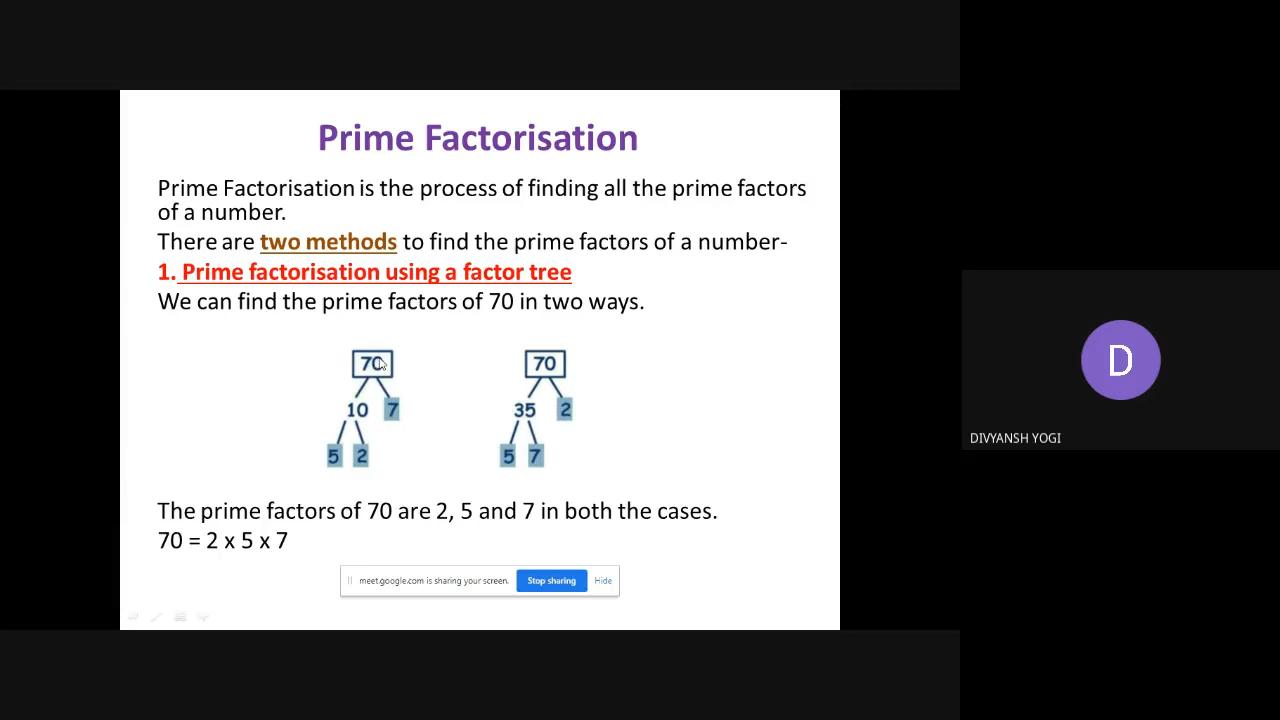 Prime Factorisation
Prime Factorisation is the process of finding all the prime factors
of a number.
There are two methods to find the prime factors of a number-
1. Prime factorisation using a factor tree
We can find the prime factors of 70 in two ways.
70 70
10 7 35 2
5 2 5 7
The prime factors of 70 are 2, 5 and 7 in both the cases.
70 = 2 x 5 x 7
meet.google.com is sharing your screen. Stop sharing Hide
D
DIVYANSH YOGI